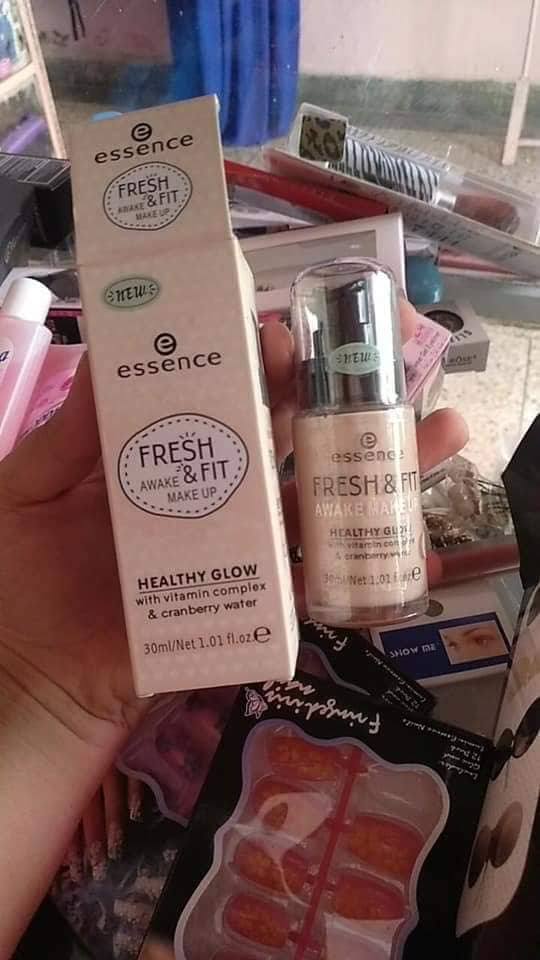 e
essence
FRESH
AWAKE & FIT
MAKE UP
NEW
e
essence
FRESH
AWAKE & FIT
MAKE UP
HEALTHY GLOW
with vitamin complex
& cranberry water
30ml/Net 1.01 fl.oz.e
NEW
e
essence
FRESH & FIT
AWAKE MAKE UP
HEALTHY GLOW
with vitamin complex
& cranberry water
30ml/Net 1.01 fl.oz.e
SHOW ME